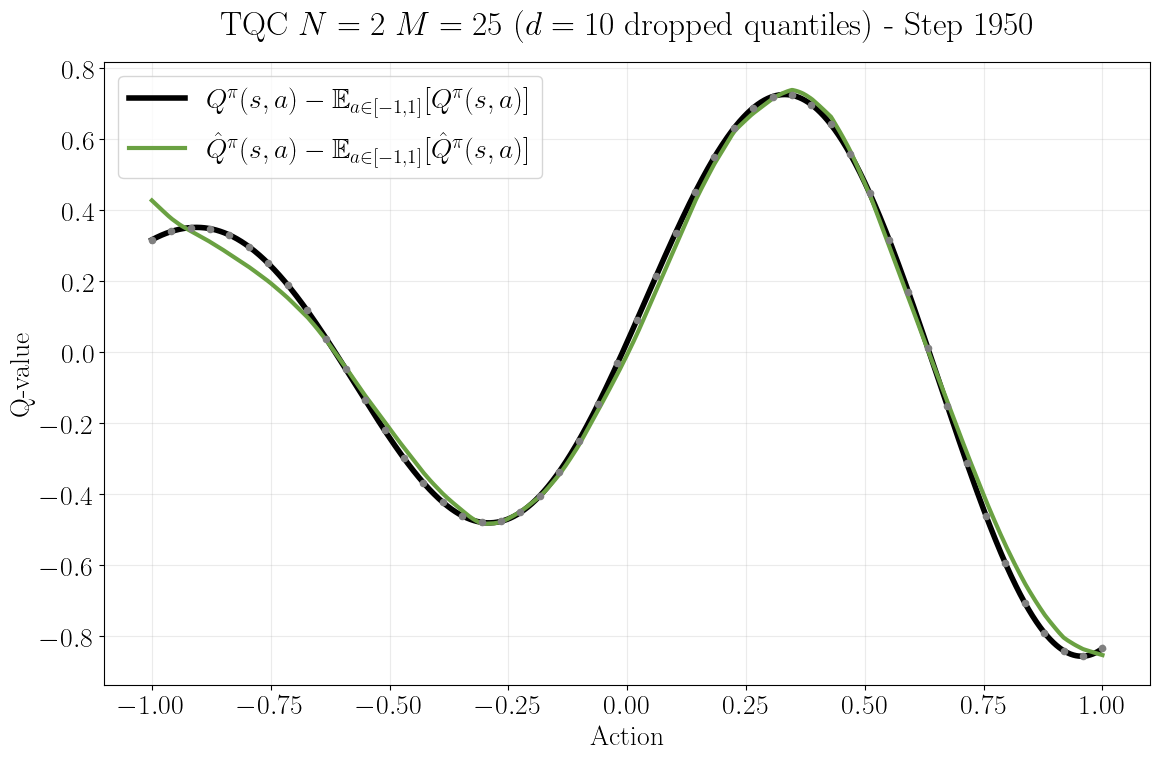 TQC N = 2 M = 25 (d = 10 dropped quantiles) - Step 1950
Q^π(s, a) − 𝔼_{a∈[−1,1]}[Q^π(s, a)]
Q̂^π(s, a) − 𝔼_{a∈[−1,1]}[Q̂^π(s, a)]
0.8
0.6
0.4
0.2
0.0
−0.2
−0.4
−0.6
−0.8
Q-value
−1.00 −0.75 −0.50 −0.25 0.00 0.25 0.50 0.75 1.00
Action